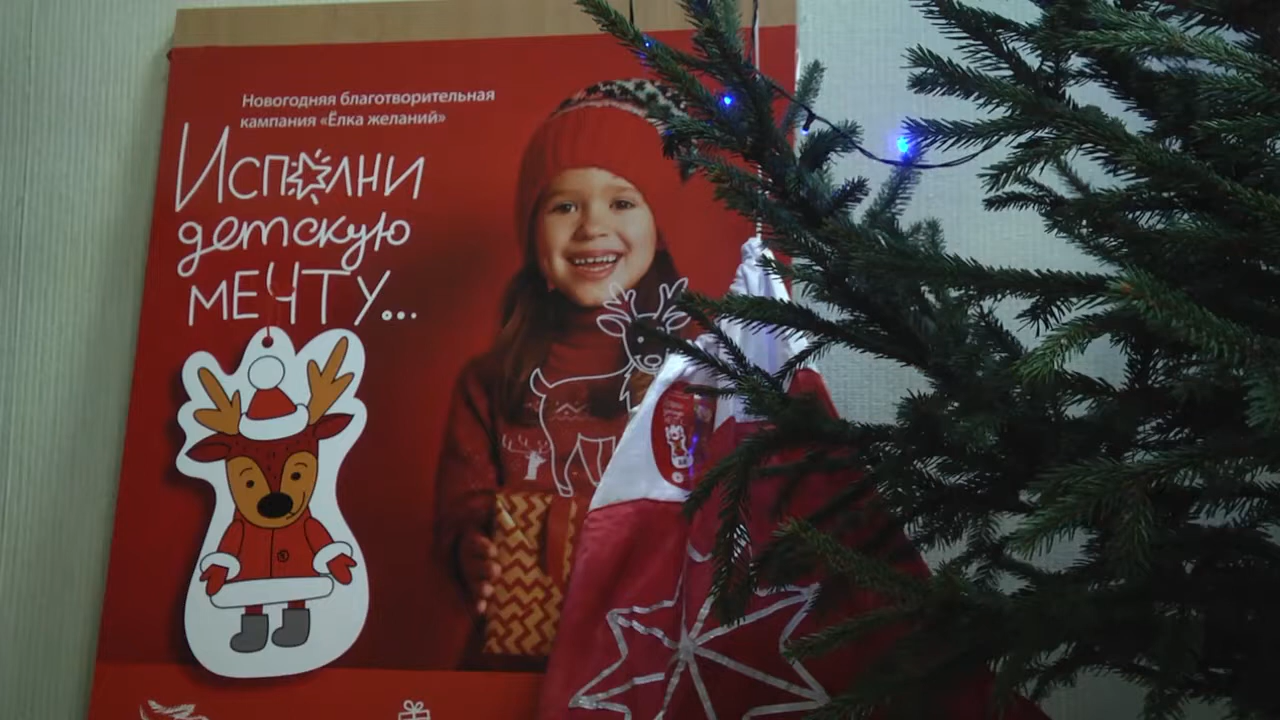 Новогодняя благотворительная
кампания «Ёлка желаний»
Исполни
детскую
мечту...